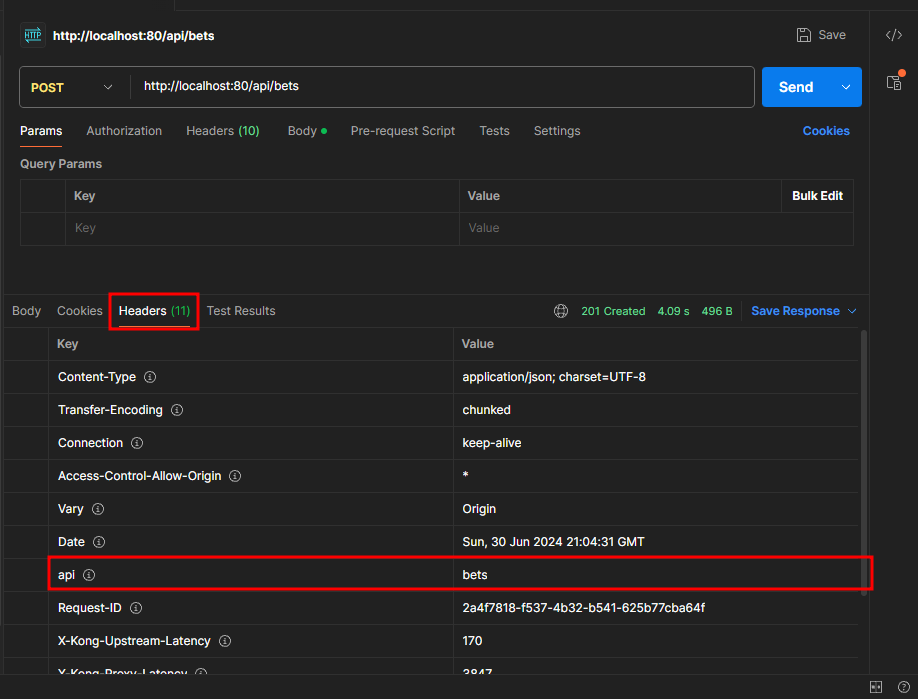 HTTP http://localhost:80/api/bets Save
POST http://localhost:80/api/bets Send
Params Authorization Headers (10) Body Pre-request Script Tests Settings Cookies
Query Params
Key Value Bulk Edit
Key Value
Body Cookies Headers (11) Test Results 201 Created 4.09 s 496 B Save Response
Key Value
Content-Type application/json; charset=UTF-8
Transfer-Encoding chunked
Connection keep-alive
Access-Control-Allow-Origin *
Vary Origin
Date Sun, 30 Jun 2024 21:04:31 GMT
api bets
Request-ID 2a4f7818-f537-4b32-b541-625b77cba64f
X-Kong-Upstream-Latency 170
X-Kong-Proxy-Latency 3847